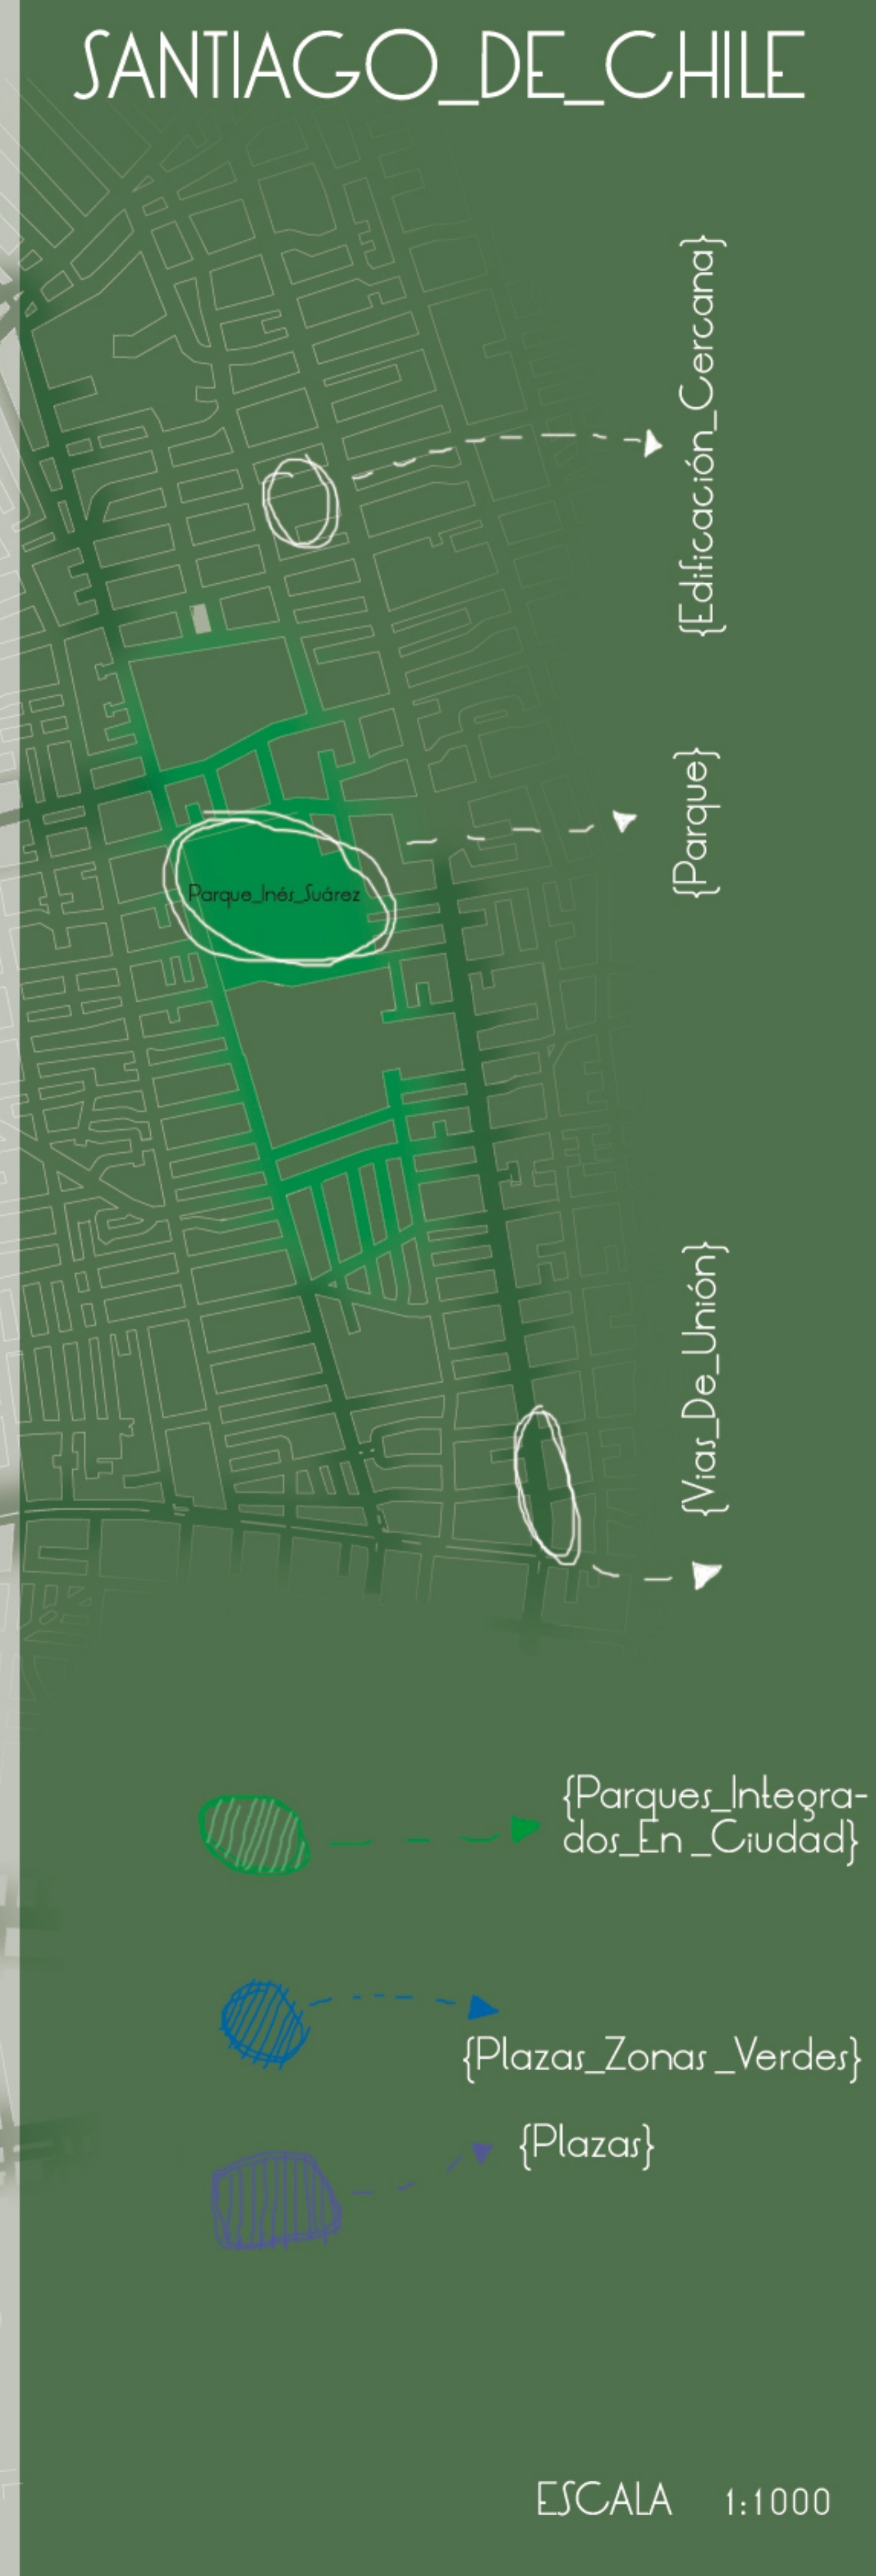 SANTIAGO_DE_CHILE
{Edificación_Cercana}
{Parque}
Parque_Inés_Suárez
{Vias_De_Unión}
{Parques_Integra-
dos_En_Ciudad}
{Plazas_Zonas_Verdes}
{Plazas}
ESCALA 1:1000